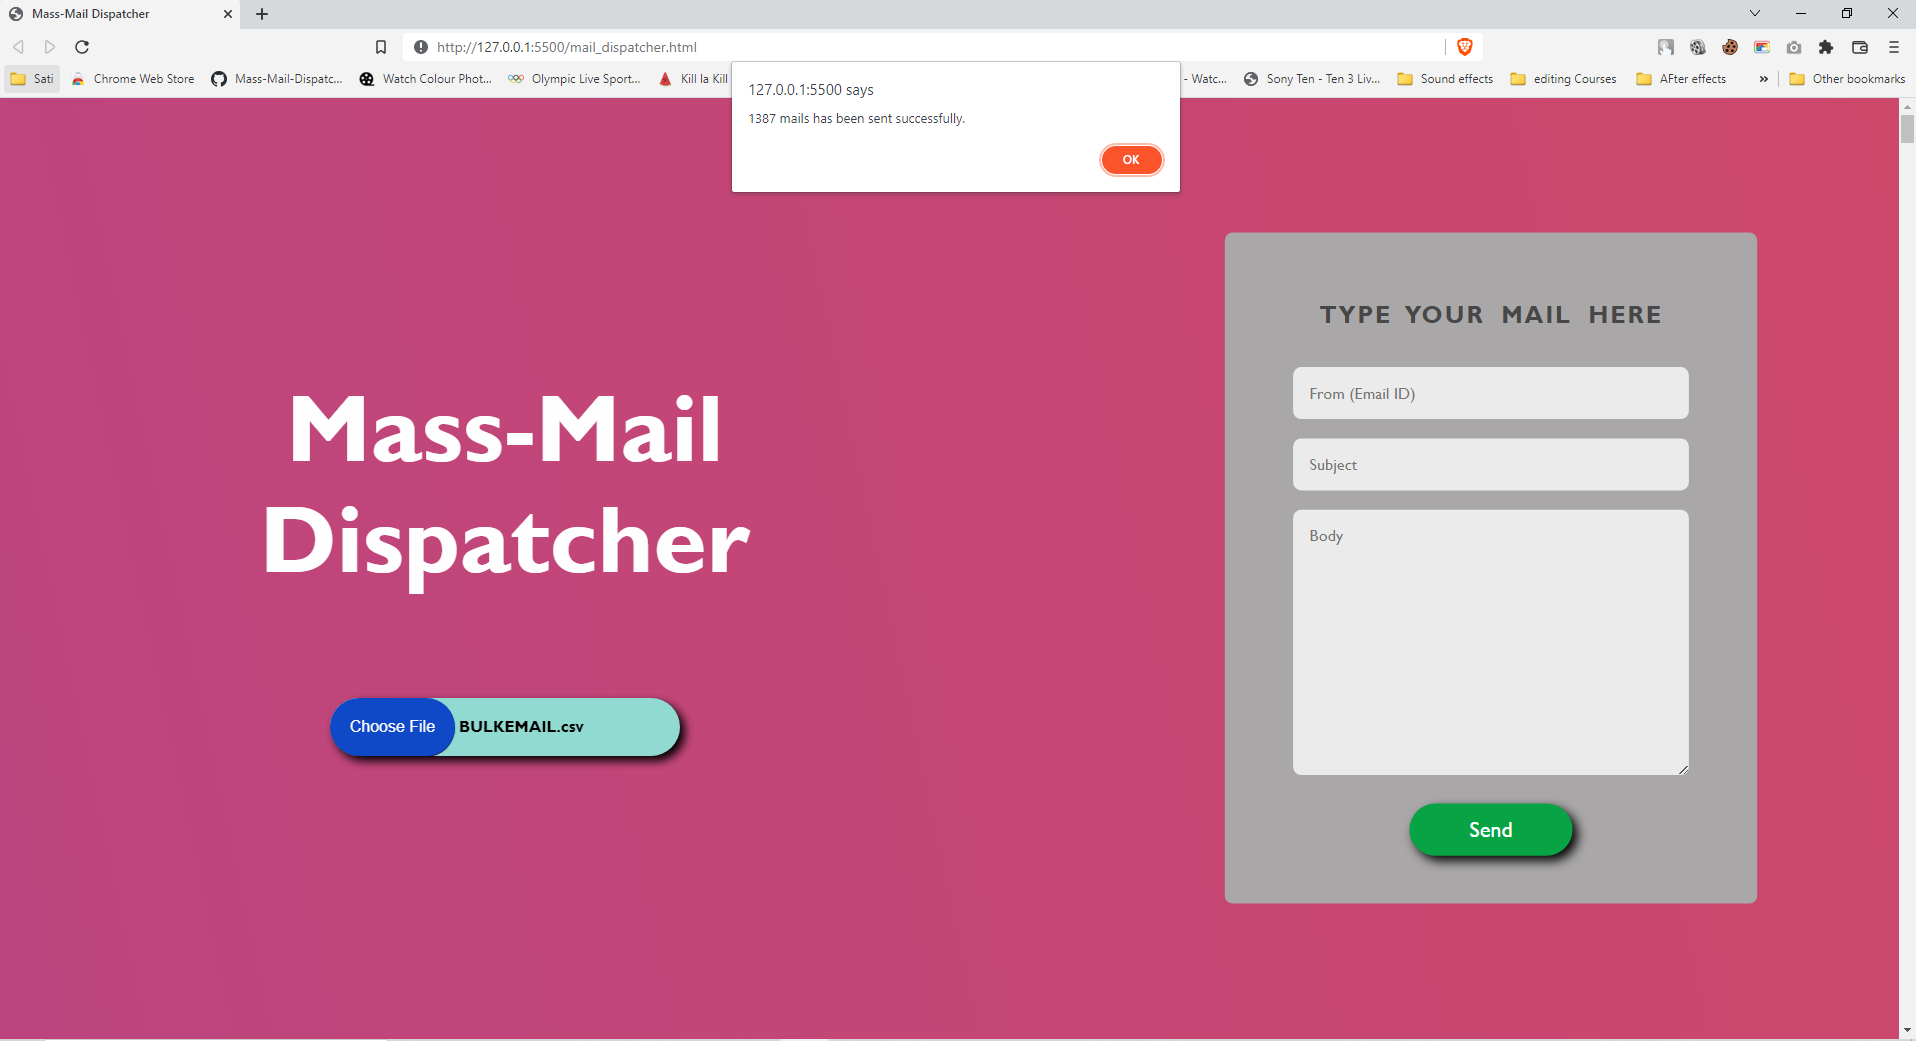 Mass-Mail Dispatcher
http://127.0.0.1:5500/mail_dispatcher.html
Sati
Chrome Web Store
Mass-Mail-Dispatc...
Watch Colour Phot...
Olympic Live Sport...
Kill la Kill
- Watc...
Sony Ten - Ten 3 Liv...
Sound effects
editing Courses
AFter effects
»
Other bookmarks
127.0.0.1:5500 says
1387 mails has been sent successfully.
OK
Mass-Mail
Dispatcher
Choose File BULKEMAIL.csv
TYPE YOUR MAIL HERE
From (Email ID)
Subject
Body
Send